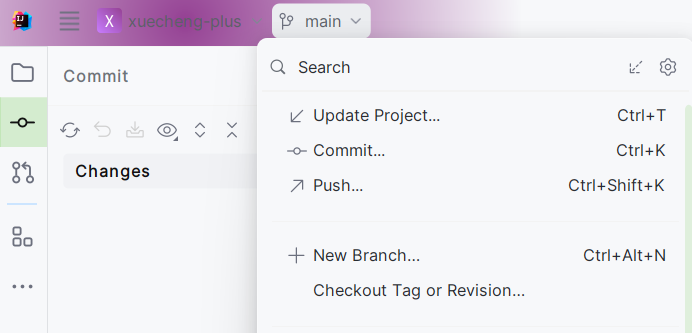 X xuecheng-plus main
Search
Commit
Update Project... Ctrl+T
Commit... Ctrl+K
Push... Ctrl+Shift+K
Changes
New Branch... Ctrl+Alt+N
Checkout Tag or Revision...